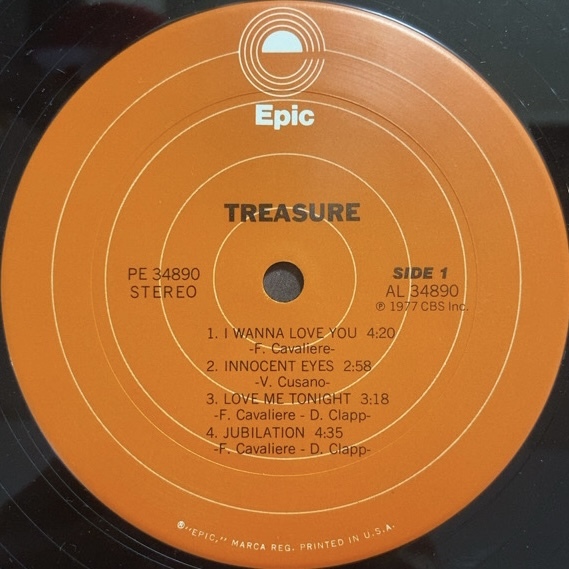 Epic
TREASURE
PE 34890
STEREO
SIDE 1
AL 34890
℗ 1977 CBS Inc.
1. I WANNA LOVE YOU 4:20
-F. Cavaliere-
2. INNOCENT EYES 2:58
-V. Cusano-
3. LOVE ME TONIGHT 3:18
-F. Cavaliere - D. Clapp-
4. JUBILATION 4:35
-F. Cavaliere - D. Clapp-
®"EPIC," MARCA REG. PRINTED IN U.S.A.